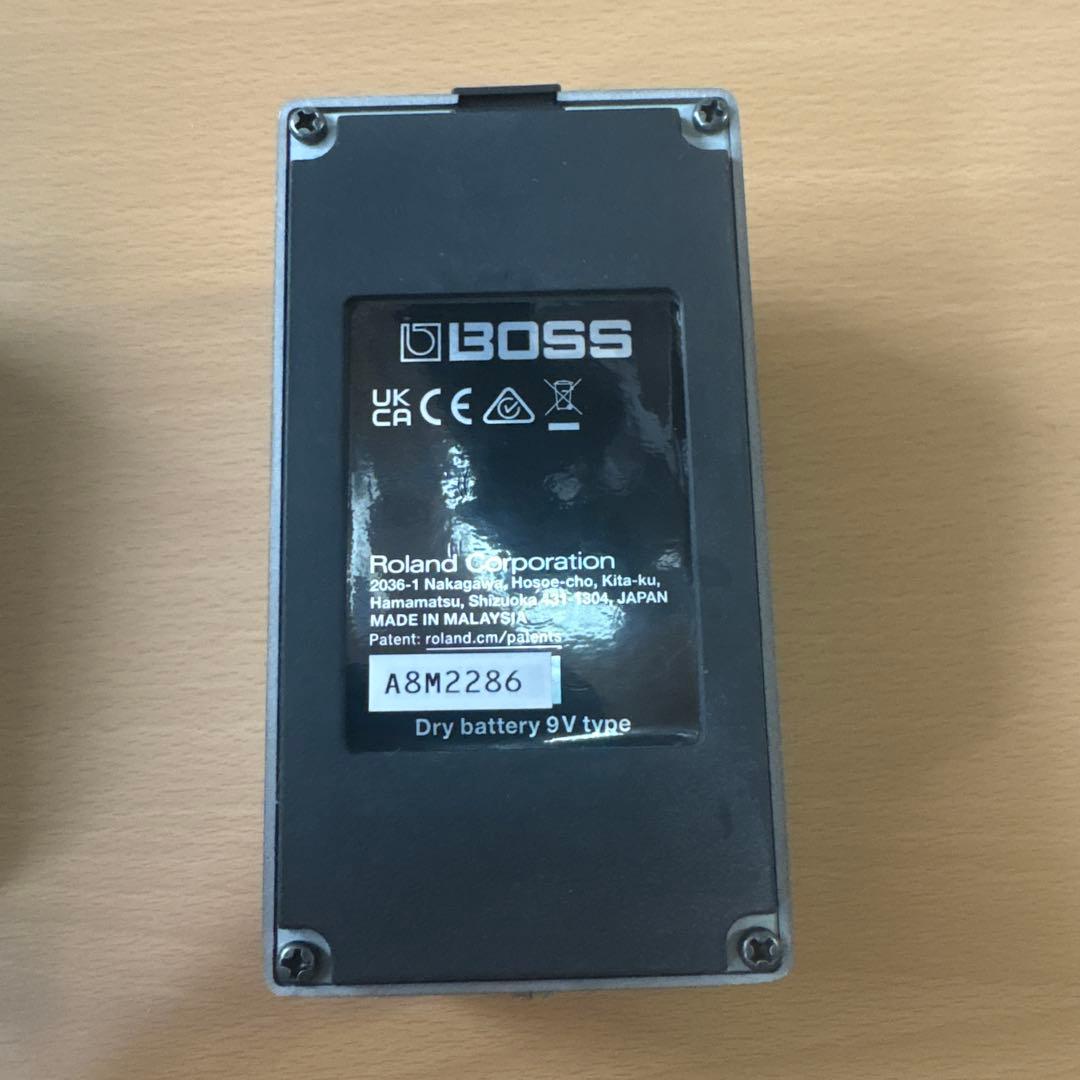 BOSS
UK
CA CE
Roland Corporation
2036-1 Nakagawa, Hosoe-cho, Kita-ku,
Hamamatsu, Shizuoka 431-1304, JAPAN
MADE IN MALAYSIA
Patent: roland.cm/patents
A8M2286
Dry battery 9V type